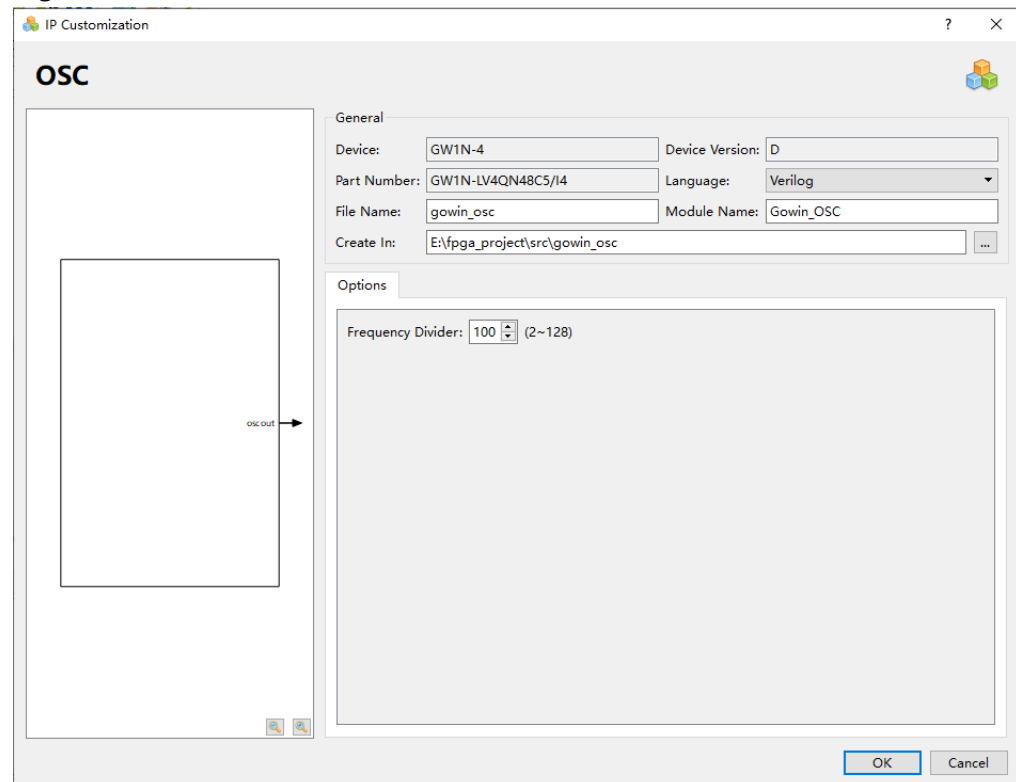 IP Customization
?
OSC
General
Device: GW1N-4 Device Version: D
Part Number: GW1N-LV4QN48C5/I4 Language: Verilog
File Name: gowin_osc Module Name: Gowin_OSC
Create In: E:\fpga_project\src\gowin_osc ...
Options
Frequency Divider: 100 (2~128)
oscout
OK Cancel